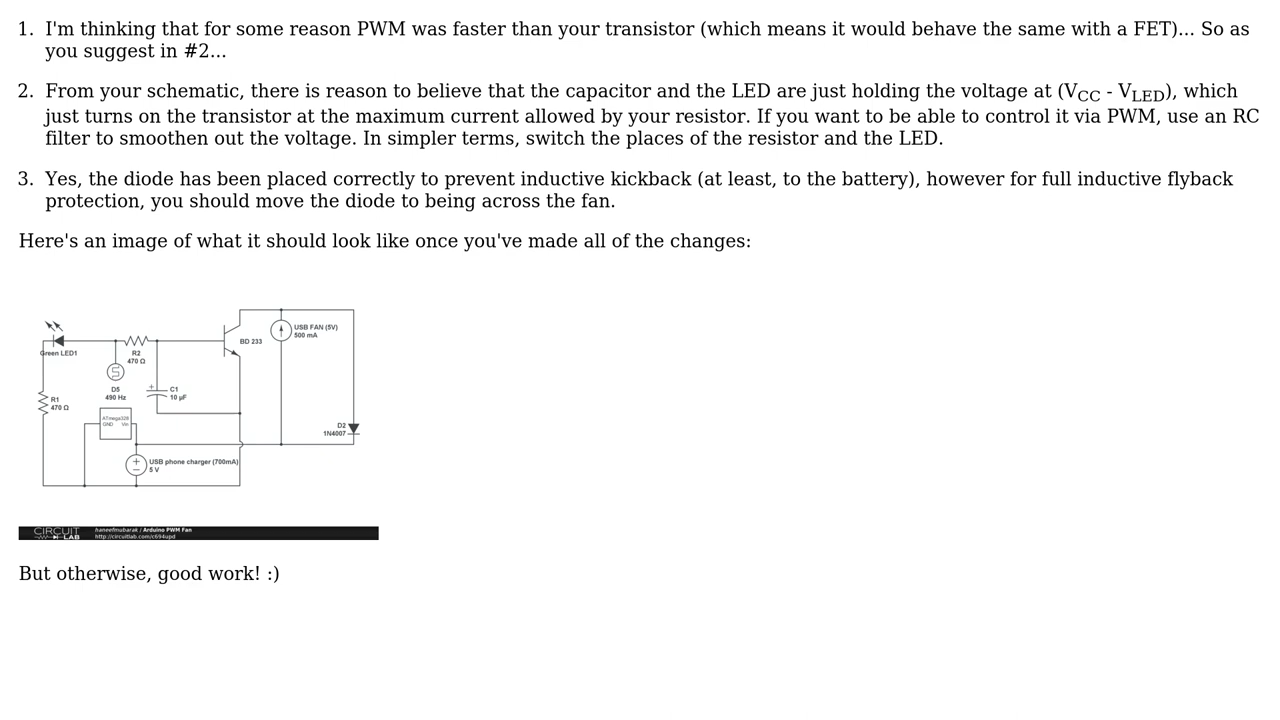 1. I'm thinking that for some reason PWM was faster than your transistor (which means it would behave the same with a FET)... So as
you suggest in #2...
2. From your schematic, there is reason to believe that the capacitor and the LED are just holding the voltage at (VCC - VLED), which
just turns on the transistor at the maximum current allowed by your resistor. If you want to be able to control it via PWM, use an RC
filter to smoothen out the voltage. In simpler terms, switch the places of the resistor and the LED.
3. Yes, the diode has been placed correctly to prevent inductive kickback (at least, to the battery), however for full inductive flyback
protection, you should move the diode to being across the fan.
Here's an image of what it should look like once you've made all of the changes:
USB FAN (5V)
500 mA
BD 233
Green LED1
R2
470 Ω
D5
490 Hz
C1
10 µF
R1
470 Ω
ATmega328
GND Vin
D2
1N4007
USB phone charger (700mA)
5 V
CIRCUIT
LAB
haneefmubarak / Arduino PWM Fan
http://circuitlab.com/c694upd
But otherwise, good work! :)